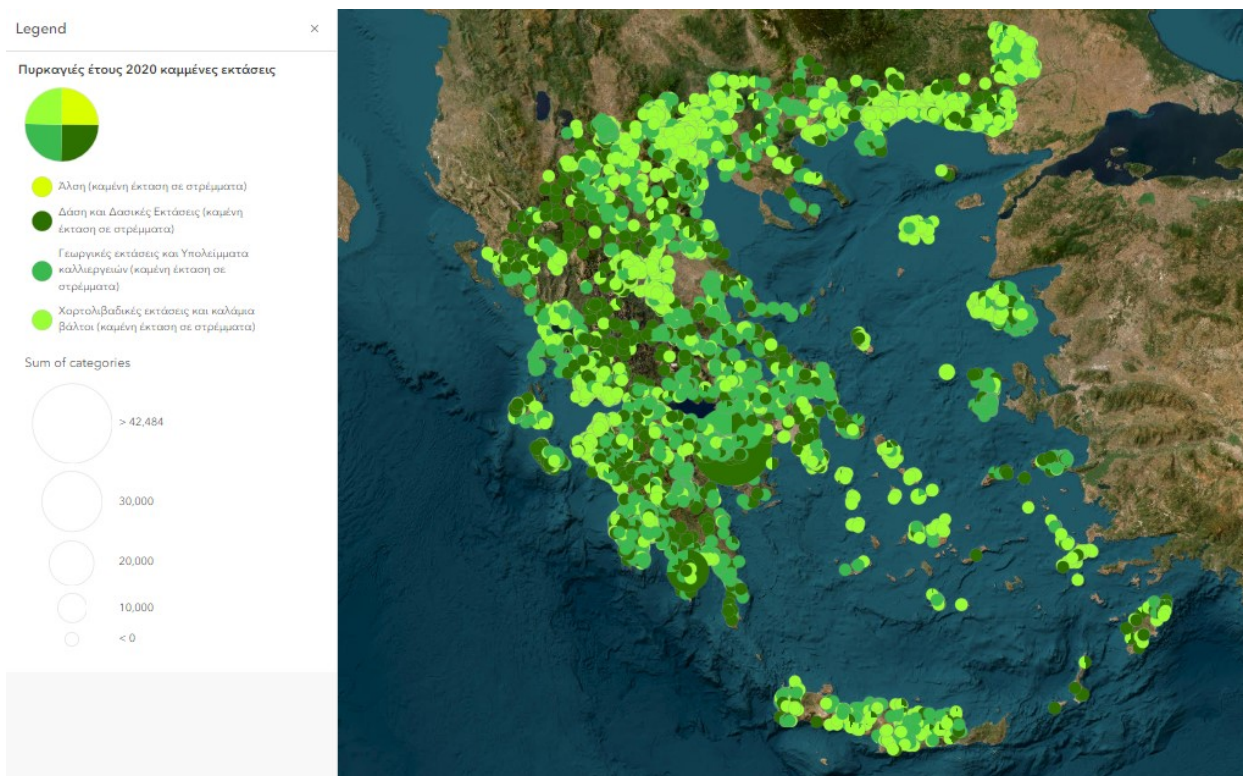 Legend ×
Πυρκαγιές έτους 2020 καμμένες εκτάσεις
Άλση (καμένη έκταση σε στρέμματα)
Δάση και Δασικές Εκτάσεις (καμένη
έκταση σε στρέμματα)
Γεωργικές εκτάσεις και Υπολείμματα
καλλιεργειών (καμένη έκταση σε
στρέμματα)
Χορτολιβαδικές εκτάσεις και καλάμια
βάλτοι (καμένη έκταση σε στρέμματα)
Sum of categories
> 42,484
30,000
20,000
10,000
< 0